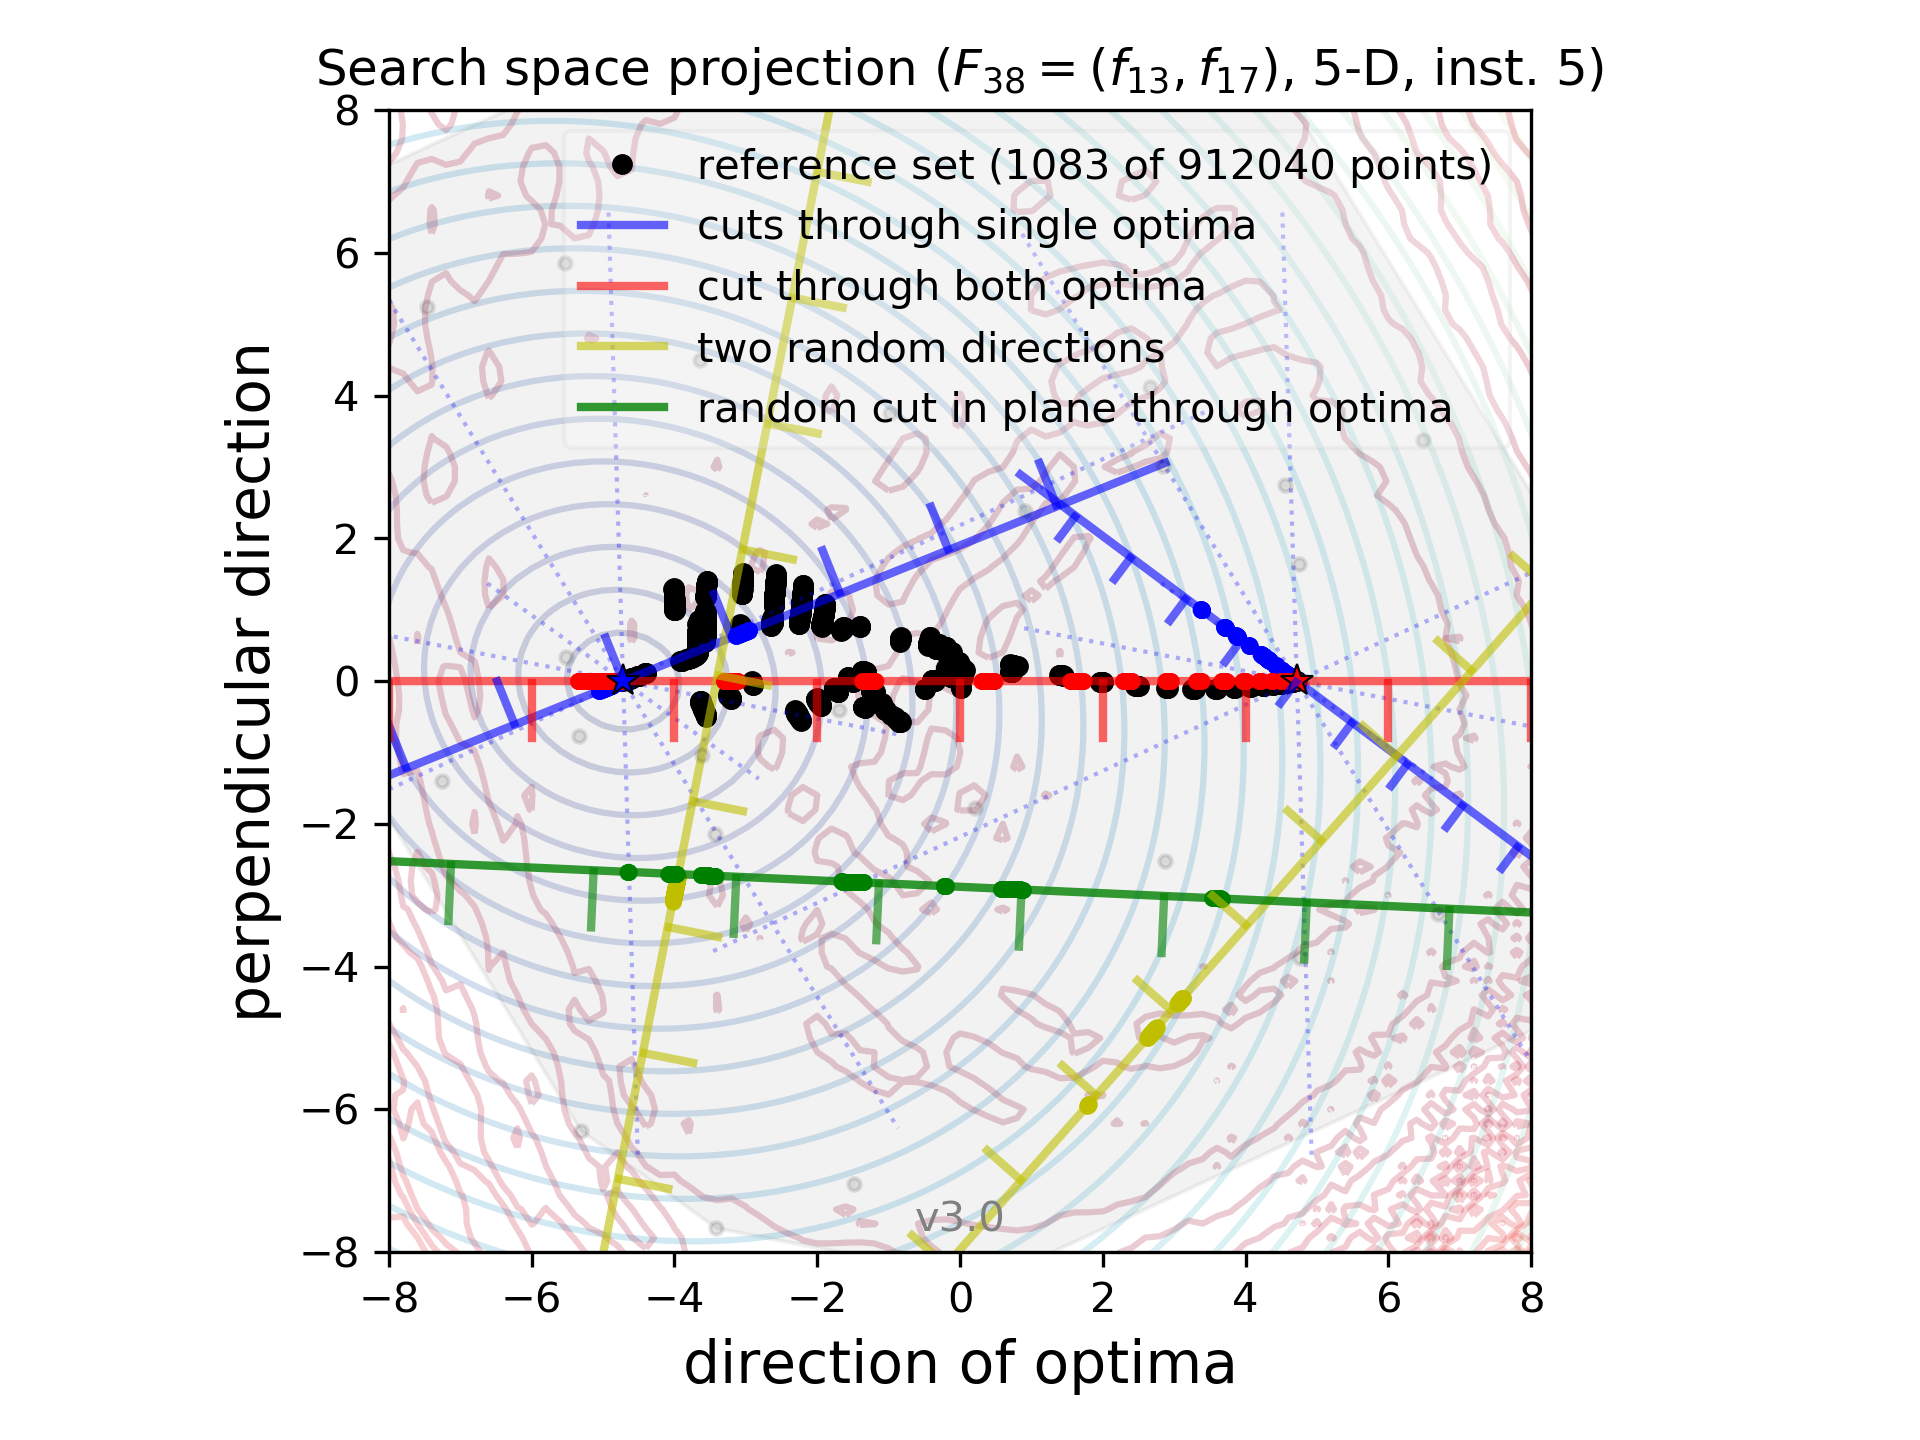 Search space projection (F₃₈ = (f₁₃, f₁₇), 5-D, inst. 5)
reference set (1083 of 912040 points)
cuts through single optima
cut through both optima
two random directions
random cut in plane through optima
perpendicular direction
8
6
4
2
0
−2
−4
−6
−8
v3.0
−8 −6 −4 −2 0 2 4 6 8
direction of optima